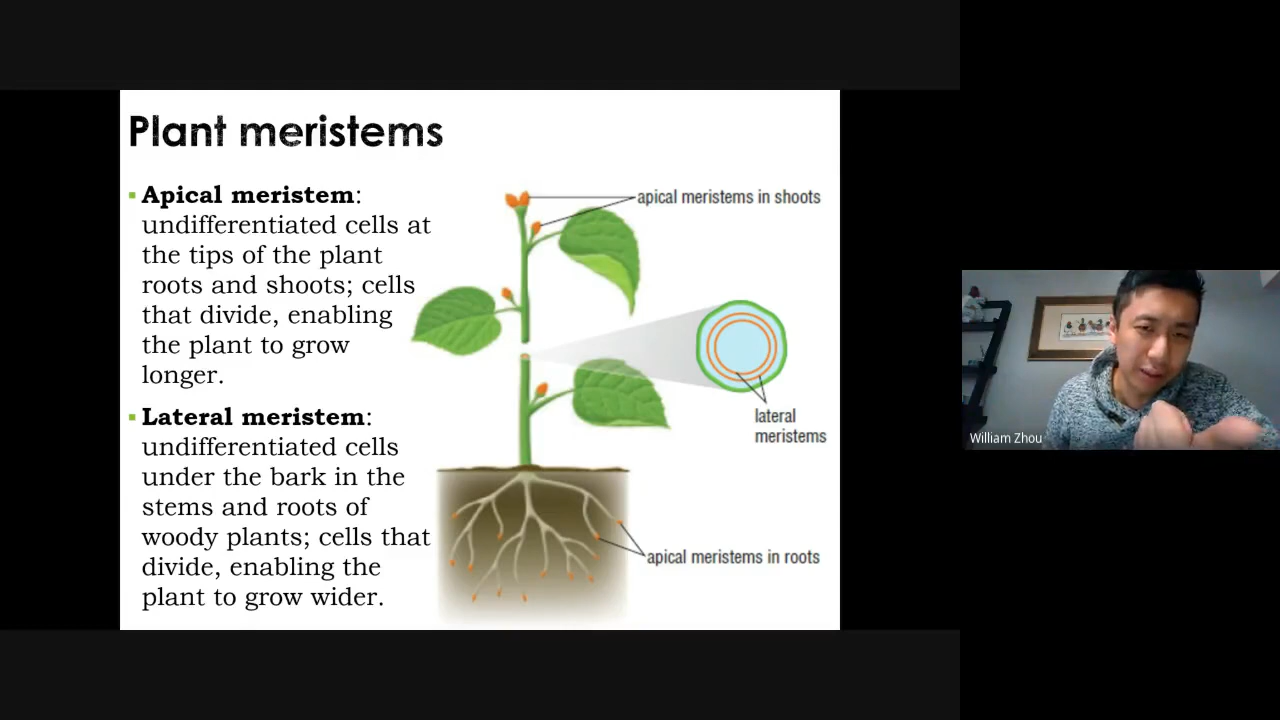 Plant meristems
▪ Apical meristem:
undifferentiated cells at
the tips of the plant
roots and shoots; cells
that divide, enabling
the plant to grow
longer.
▪ Lateral meristem:
undifferentiated cells
under the bark in the
stems and roots of
woody plants; cells that
divide, enabling the
plant to grow wider.
apical meristems in shoots
lateral
meristems
apical meristems in roots
William Zhou